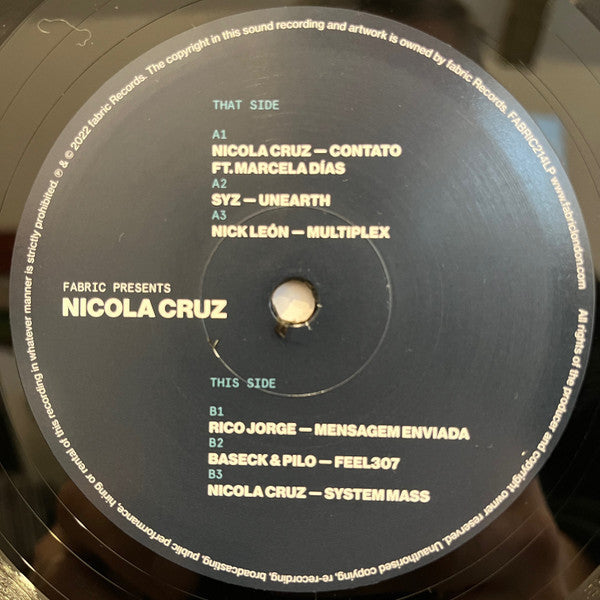 THAT SIDE
A1
NICOLA CRUZ — CONTATO
FT. MARCELA DÍAS
A2
SYZ — UNEARTH
A3
NICK LEÓN — MULTIPLEX
FABRIC PRESENTS
NICOLA CRUZ
THIS SIDE
B1
RICO JORGE — MENSAGEM ENVIADA
B2
BASECK & PILO — FEEL307
B3
NICOLA CRUZ — SYSTEM MASS
℗ & © 2022 fabric Records. The copyright in this sound recording and artwork is owned by fabric Records. FABRIC214LP www.fabriclondon.com
All rights of the producer and copyright owner reserved. Unauthorised copying, re-recording, broadcasting, public performance, hiring or rental of this recording in whatever manner is strictly prohibited.